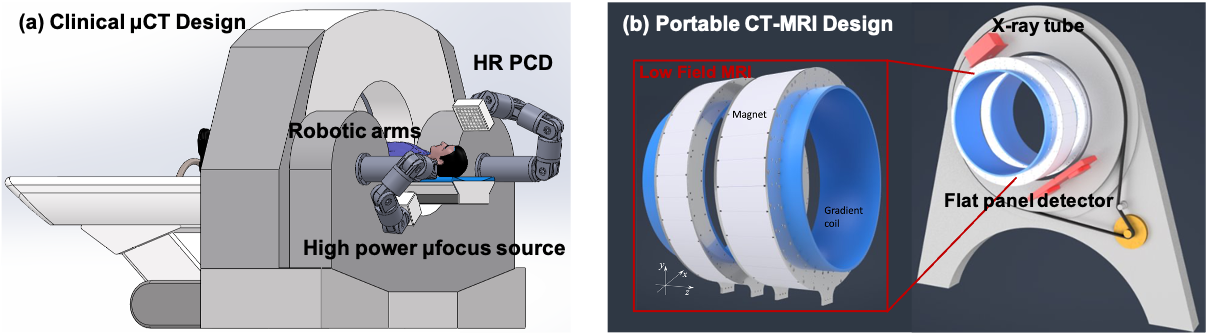 (a) Clinical µCT Design
HR PCD
Robotic arms
High power µfocus source
(b) Portable CT-MRI Design
X-ray tube
Low Field MRI
Magnet
Gradient
coil
Flat panel detector
y
x
z